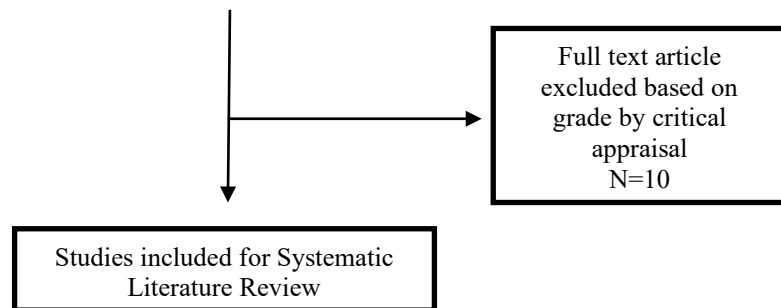 Full text article
excluded based on
grade by critical
appraisal
N=10
Studies included for Systematic
Literature Review